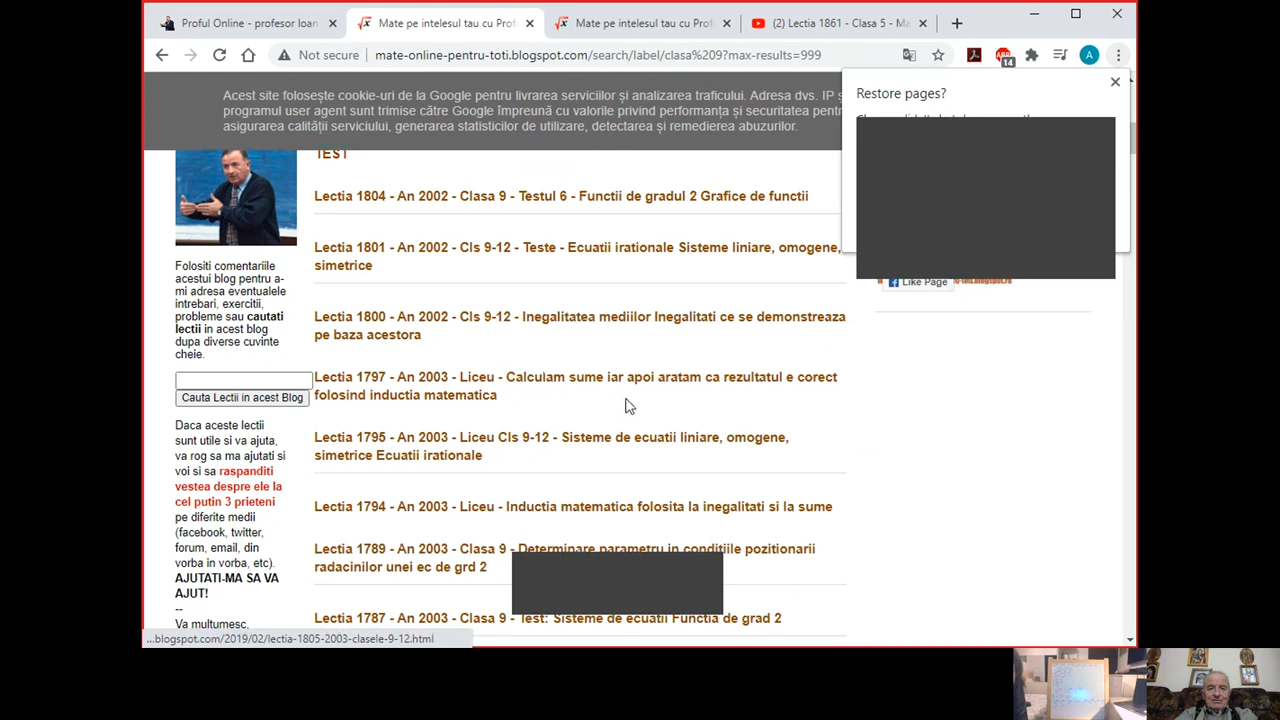 Proful Online - profesor Ioan
Mate pe intelesul tau cu Prof
Mate pe intelesul tau cu Prof
(2) Lectia 1861 - Clasa 5 - Ma
Not secure
mate-online-pentru-toti.blogspot.com/search/label/clasa %209?max-results=999
14
A
Acest site folosește cookie-uri de la Google pentru livrarea serviciilor și analizarea traficului. Adresa dvs. IP ș
programul user agent sunt trimise către Google împreună cu valorile privind performanța și securitatea pentr
asigurarea calității serviciului, generarea statisticilor de utilizare, detectarea și remedierea abuzurilor.
Restore pages?
TEST
Lectia 1804 - An 2002 - Clasa 9 - Testul 6 - Functii de gradul 2 Grafice de functii
Lectia 1801 - An 2002 - Cls 9-12 - Teste - Ecuatii irationale Sisteme liniare, omogene,
simetrice
Lectia 1800 - An 2002 - Cls 9-12 - Inegalitatea mediilor Inegalitati ce se demonstreaza
pe baza acestora
Lectia 1797 - An 2003 - Liceu - Calculam sume iar apoi aratam ca rezultatul e corect
folosind inductia matematica
Lectia 1795 - An 2003 - Liceu Cls 9-12 - Sisteme de ecuatii liniare, omogene,
simetrice Ecuatii irationale
Lectia 1794 - An 2003 - Liceu - Inductia matematica folosita la inegalitati si la sume
Lectia 1789 - An 2003 - Clasa 9 - Determinare parametru in conditiile pozitionarii
radacinilor unei ec de grd 2
Lectia 1787 - An 2003 - Clasa 9 - Test: Sisteme de ecuatii Functia de grad 2
Folositi comentariile
acestui blog pentru a-
mi adresa eventualele
intrebari, exercitii,
probleme sau cautati
lectii in acest blog
dupa diverse cuvinte
cheie.
Cauta Lectii in acest Blog
Daca aceste lectii
sunt utile si va ajuta,
va rog sa ma ajutati si
voi si sa raspanditi
vestea despre ele la
cel putin 3 prieteni
pe diferite medii
(facebook, twitter,
forum, email, din
vorba in vorba, etc).
AJUTATI-MA SA VA
AJUT!
--
Va multumesc,
Like Page
...blogspot.com/2019/02/lectia-1805-2003-clasele-9-12.html